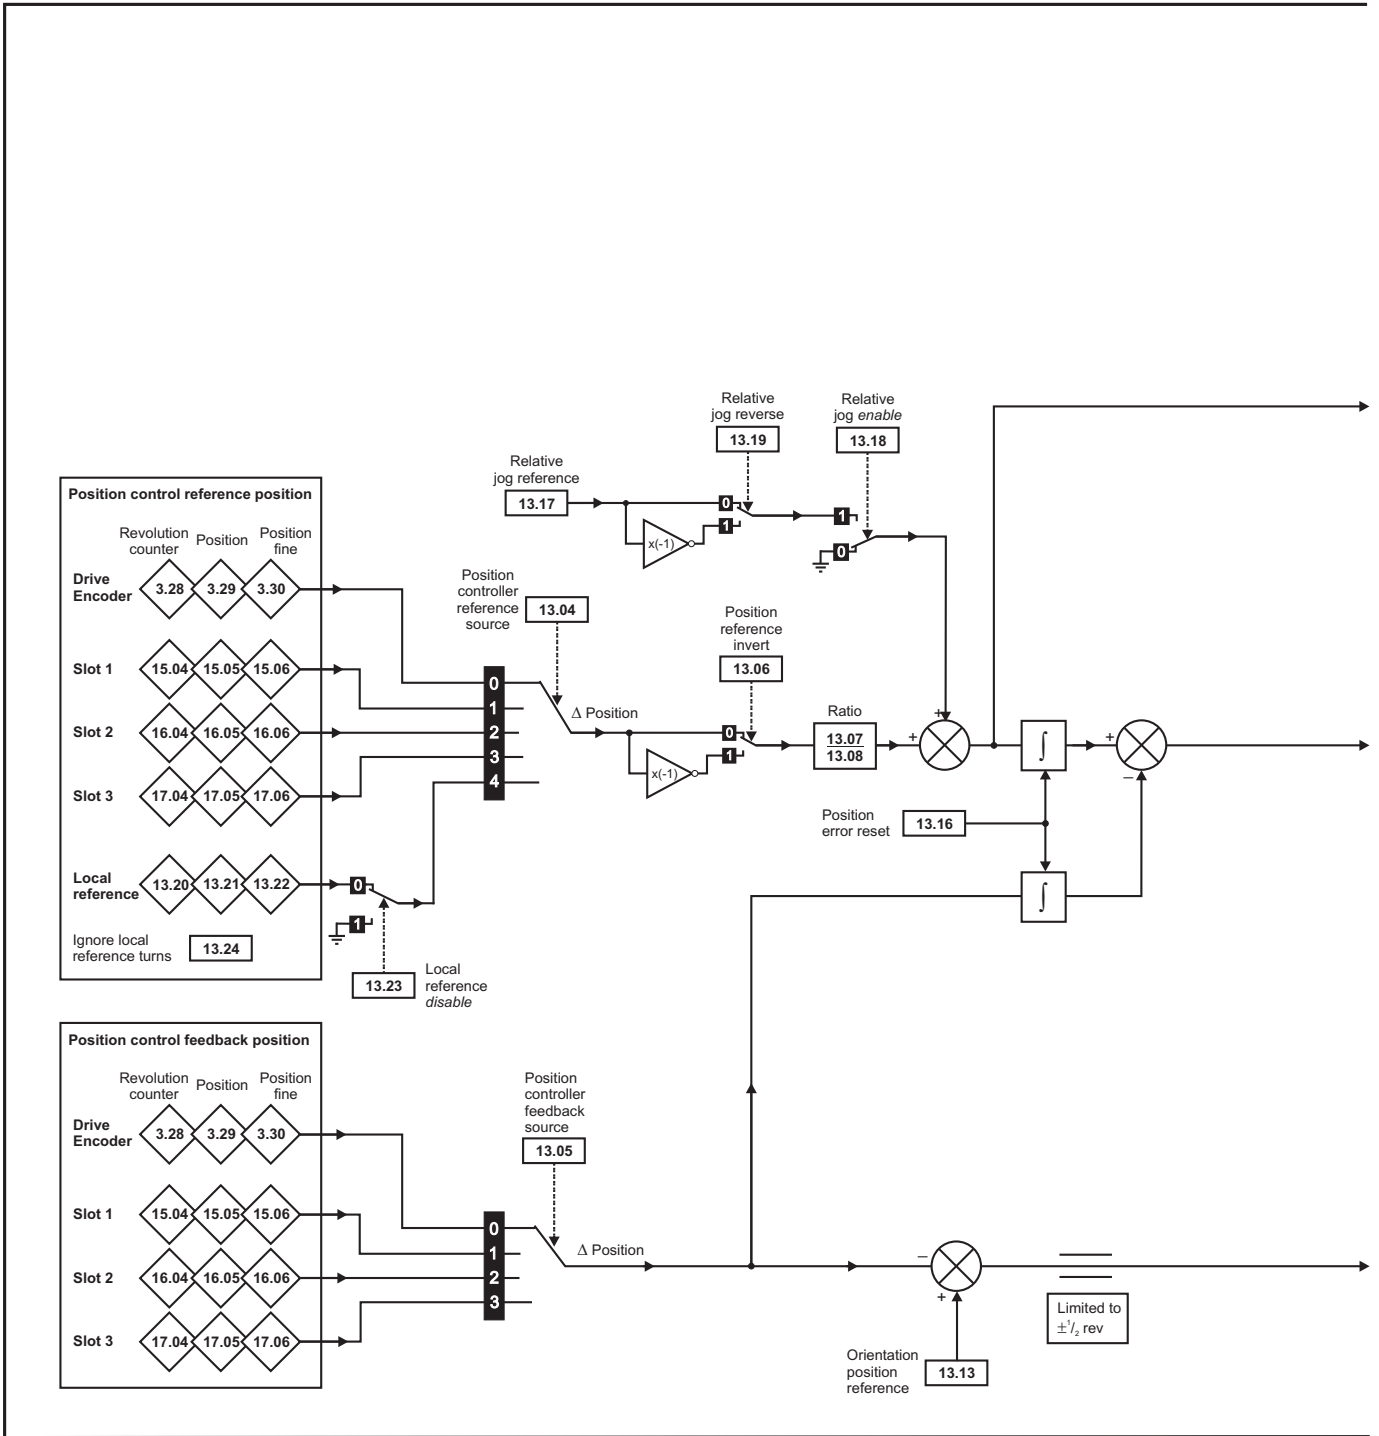 Relative
jog reverse
13.19
Relative
jog enable
13.18
Relative
jog reference
13.17
x(-1)
0
1
1
0
Position control reference position
Revolution
counter
Position
Position
fine
Drive
Encoder
3.28
3.29
3.30
Slot 1
15.04
15.05
15.06
Slot 2
16.04
16.05
16.06
Slot 3
17.04
17.05
17.06
Local
reference
13.20
13.21
13.22
Ignore local
reference turns
13.24
0
1
13.23
Local
reference
disable
Position
controller
reference
source
13.04
0
1
2
3
4
Δ Position
x(-1)
Position
reference
invert
13.06
0
1
Ratio
13.07
13.08
+
+
∫
+
–
Position
error reset
13.16
∫
Position control feedback position
Revolution
counter
Position
Position
fine
Drive
Encoder
3.28
3.29
3.30
Slot 1
15.04
15.05
15.06
Slot 2
16.04
16.05
16.06
Slot 3
17.04
17.05
17.06
Position
controller
feedback
source
13.05
0
1
2
3
Δ Position
–
+
Limited to
±1/2 rev
Orientation
position
reference
13.13